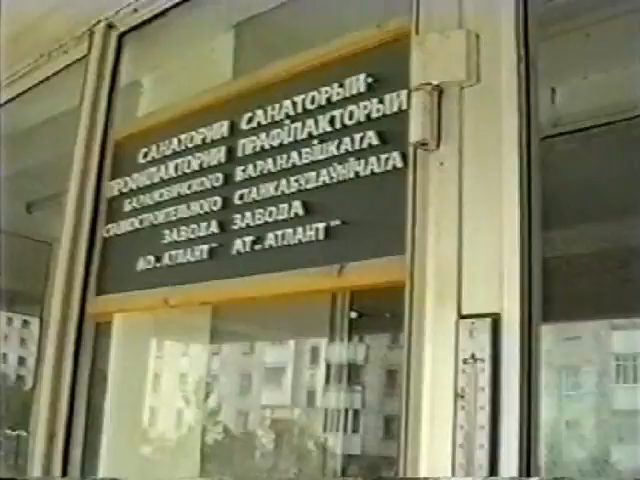 САНАТОРИЙ
ПРОФИЛАКТОРИЙ
БАРАНОВИЧСКОГО
СТАНКОСТРОИТЕЛЬНОГО
ЗАВОДА
АО „АТЛАНТ"
САНАТОРЫЙ-
ПРАФІЛАКТОРЫЙ
БАРАНАВІЦКАГА
СТАНКАБУДАЎНІЧАГА
ЗАВОДА
АТ „АТЛАНТ"